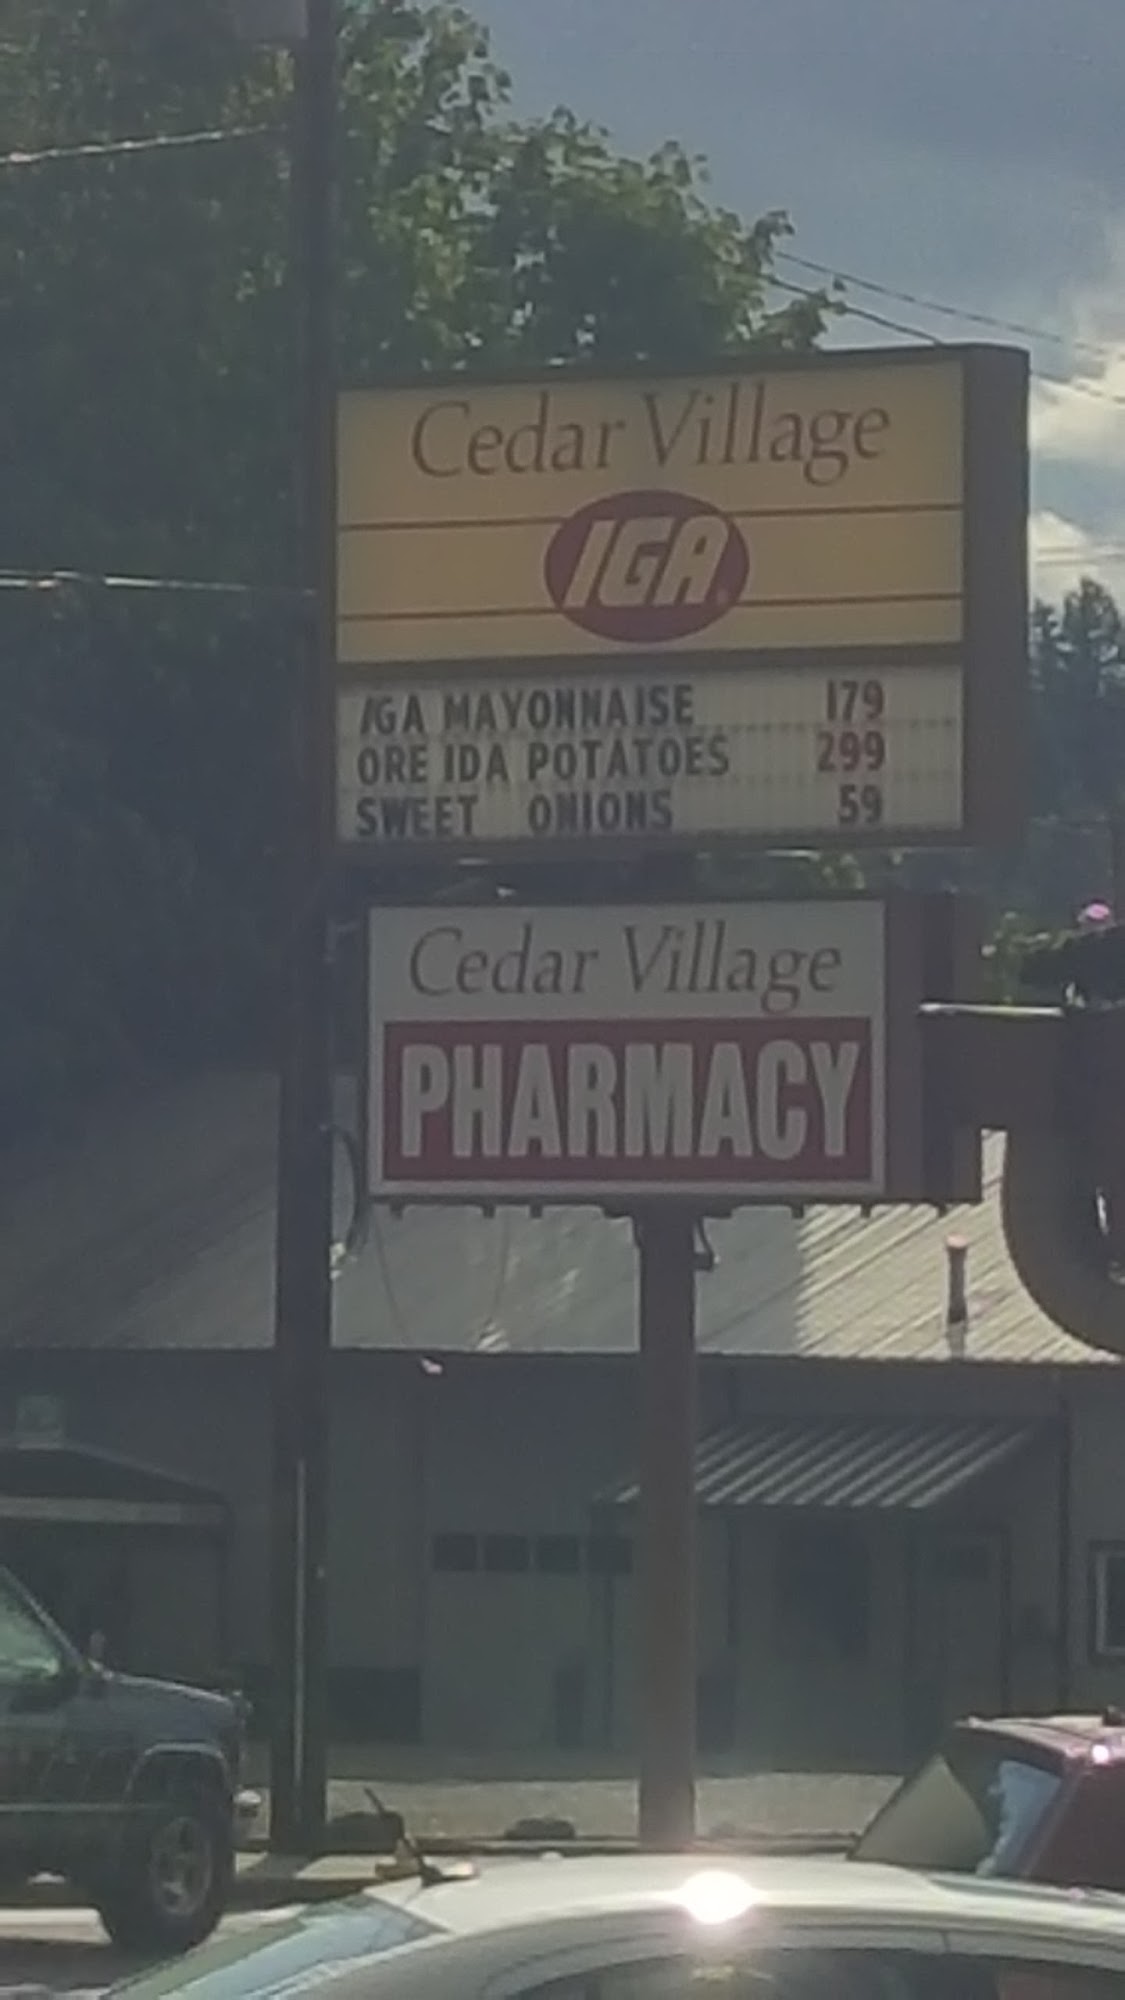 Cedar Village
IGA
IGA MAYONNAISE 179
ORE IDA POTATOES 299
SWEET ONIONS 59
Cedar Village
PHARMACY